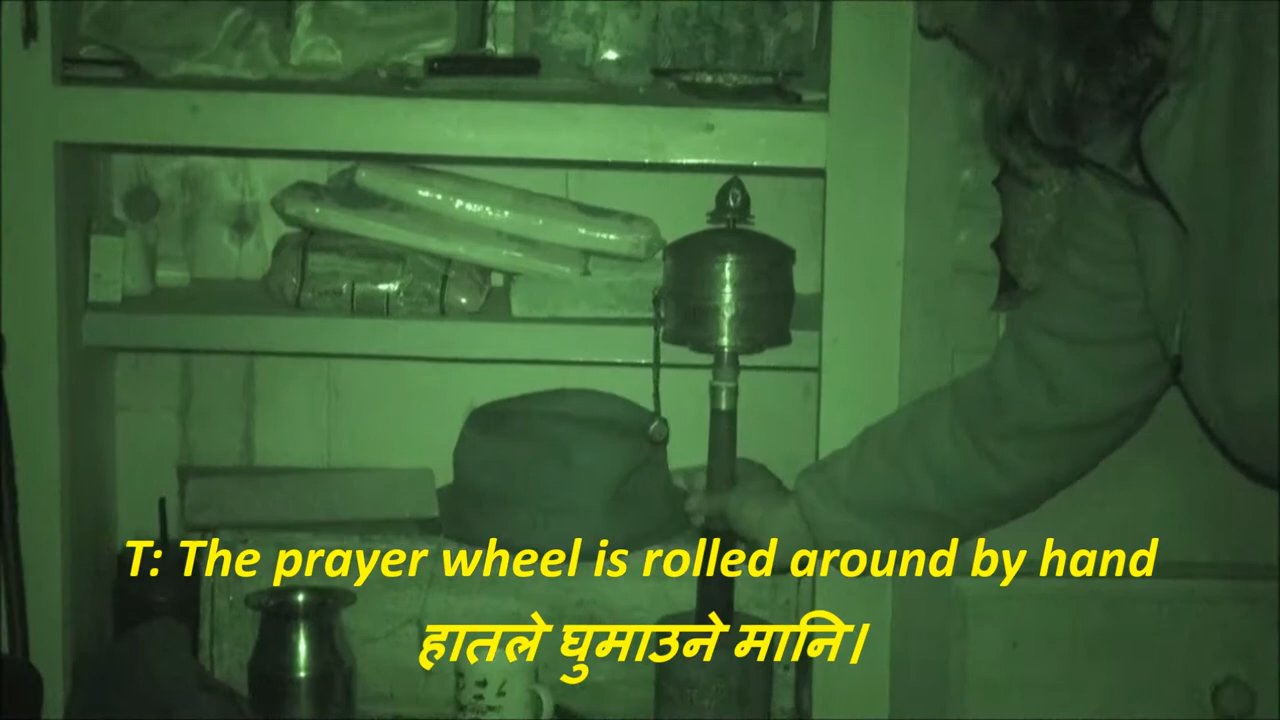 T: The prayer wheel is rolled around by hand
हातले घुमाउने मानि।